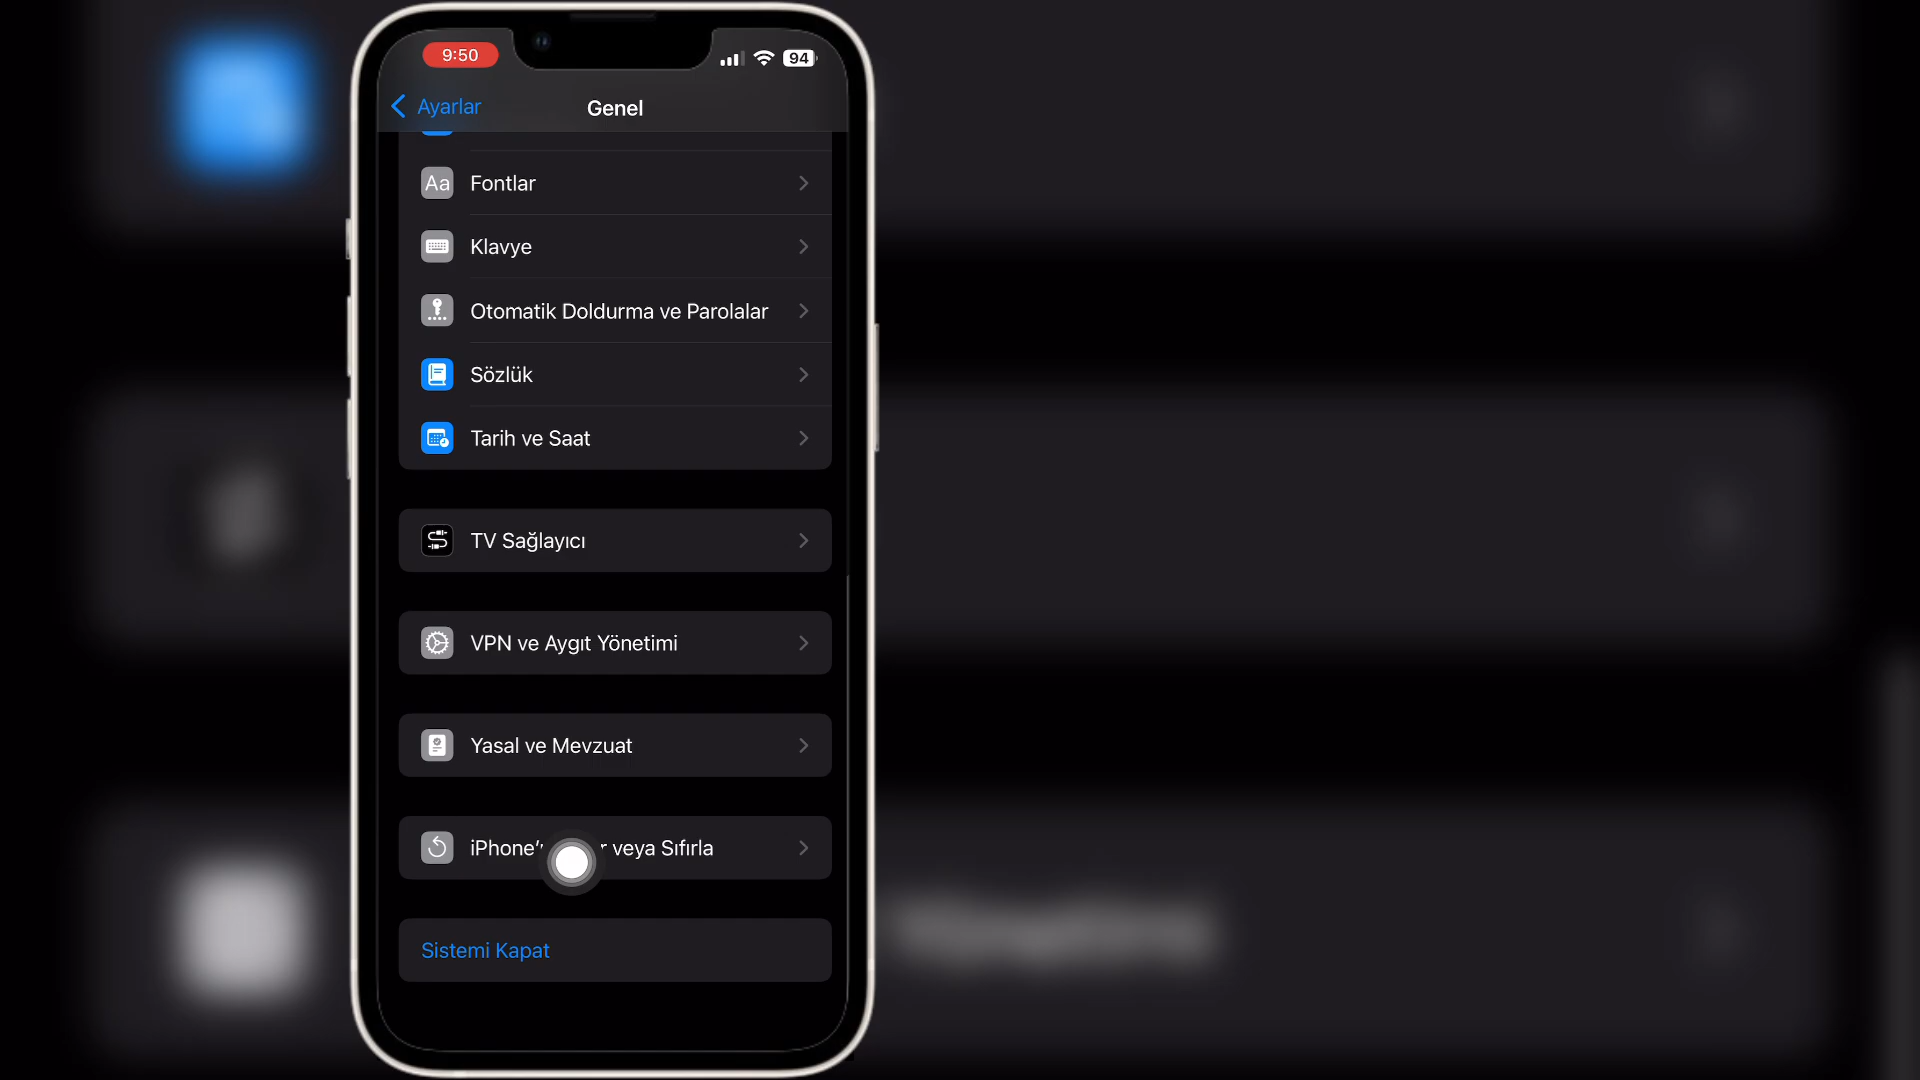 9:50
94
Ayarlar
Genel
Aa
Fontlar
Klavye
Otomatik Doldurma ve Parolalar
Sözlük
Tarih ve Saat
TV Sağlayıcı
VPN ve Aygıt Yönetimi
Yasal ve Mevzuat
veya Sıfırla
Sistemi Kapat